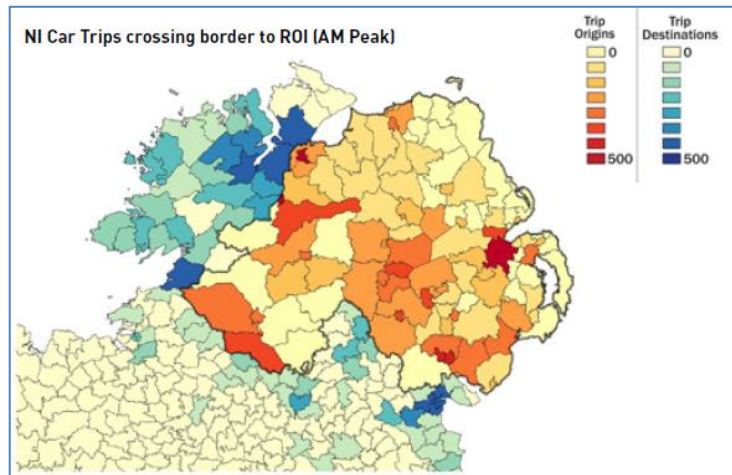 NI Car Trips crossing border to ROI (AM Peak)
Trip Origins
Trip Destinations
0
0
500
500